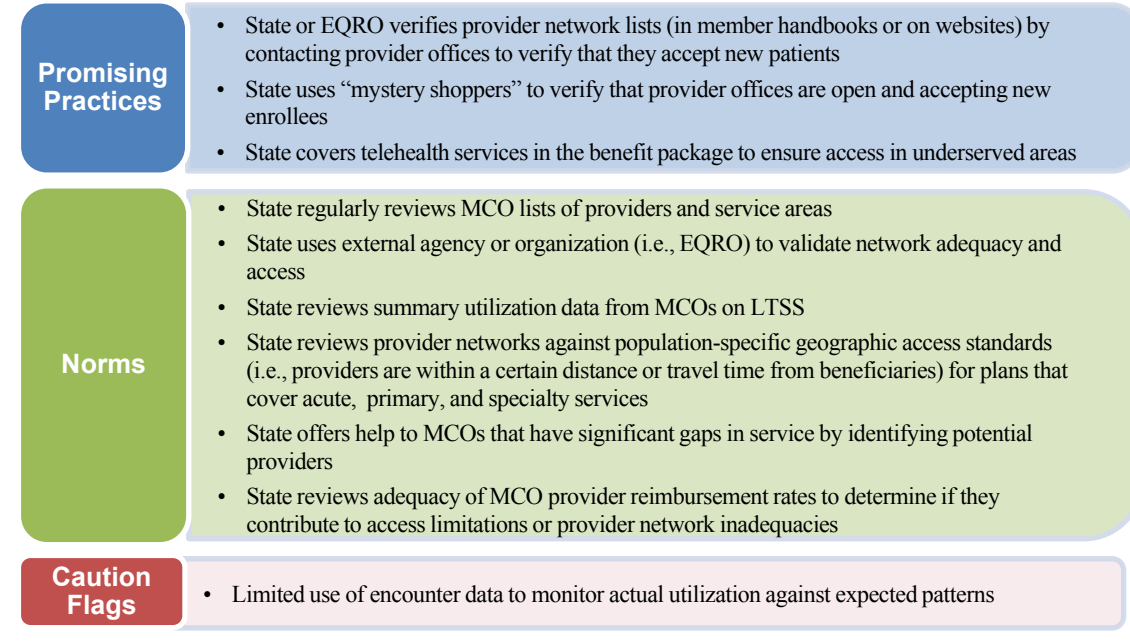 Promising
Practices
• State or EQRO verifies provider network lists (in member handbooks or on websites) by
contacting provider offices to verify that they accept new patients
• State uses “mystery shoppers” to verify that provider offices are open and accepting new
enrollees
• State covers telehealth services in the benefit package to ensure access in underserved areas
Norms
• State regularly reviews MCO lists of providers and service areas
• State uses external agency or organization (i.e., EQRO) to validate network adequacy and
access
• State reviews summary utilization data from MCOs on LTSS
• State reviews provider networks against population-specific geographic access standards
(i.e., providers are within a certain distance or travel time from beneficiaries) for plans that
cover acute, primary, and specialty services
• State offers help to MCOs that have significant gaps in service by identifying potential
providers
• State reviews adequacy of MCO provider reimbursement rates to determine if they
contribute to access limitations or provider network inadequacies
Caution
Flags
• Limited use of encounter data to monitor actual utilization against expected patterns